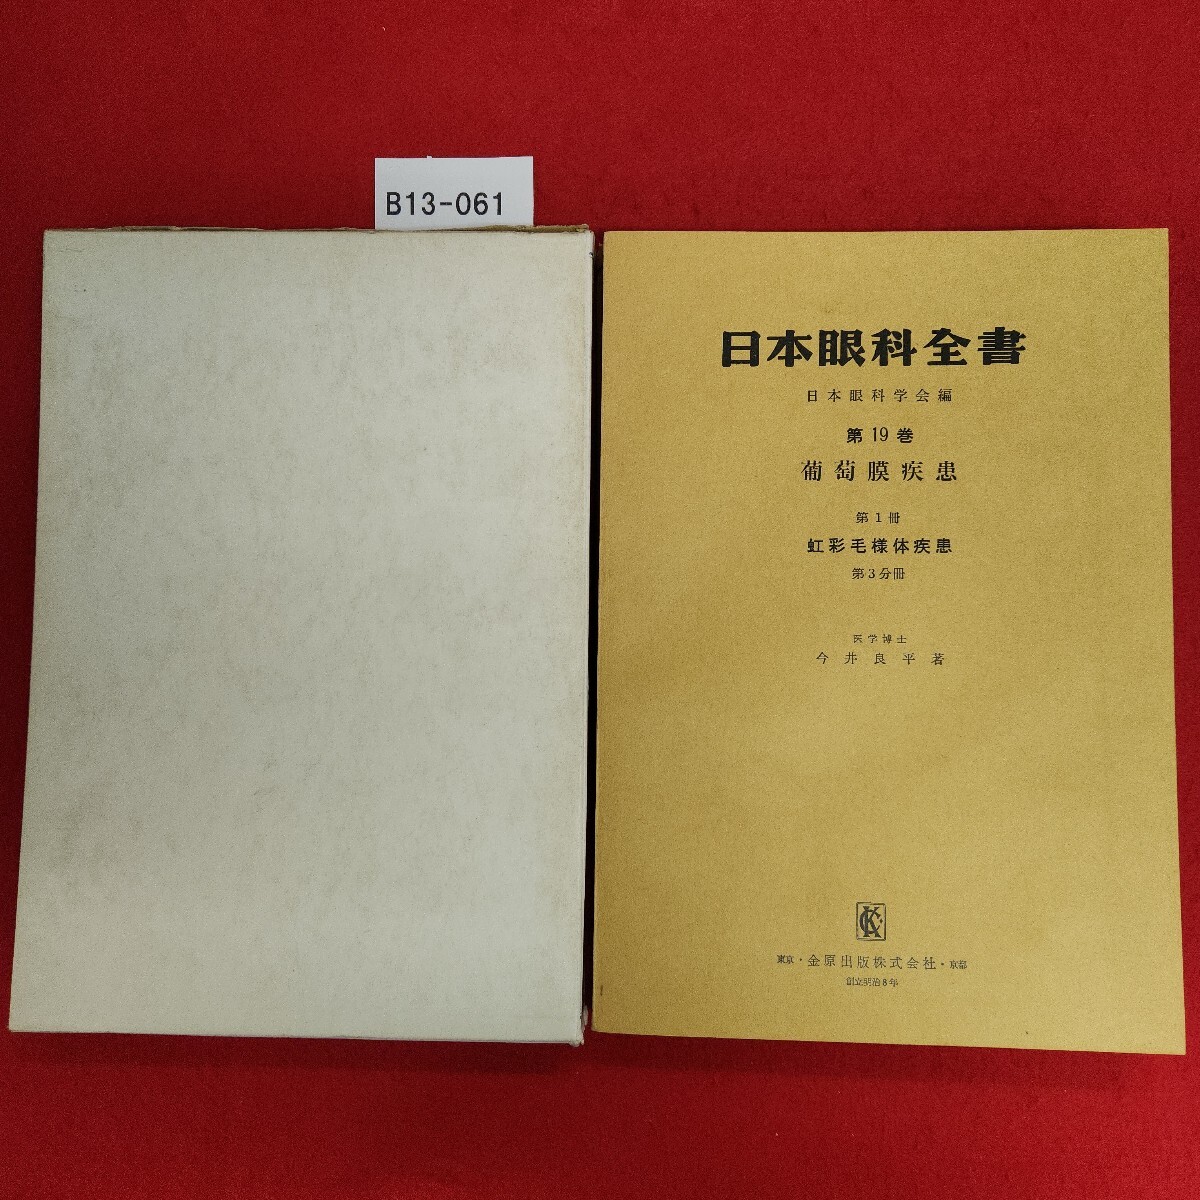 B13-061
日本眼科全書
日本眼科学会編
第19巻
葡萄膜疾患
第1冊
虹彩毛様体疾患
第3分冊
医学博士
今井良平著
東京・金原出版株式会社・京都
創立明治8年